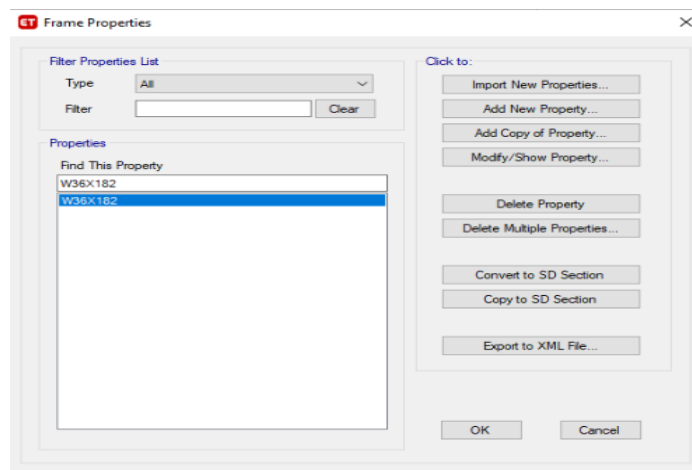 ET Frame Properties
Filter Properties List
Type
All
Filter
Clear
Properties
Find This Property
W36X182
W36X182
Click to:
Import New Properties...
Add New Property...
Add Copy of Property...
Modify/Show Property...
Delete Property
Delete Multiple Properties...
Convert to SD Section
Copy to SD Section
Export to XML File...
OK
Cancel